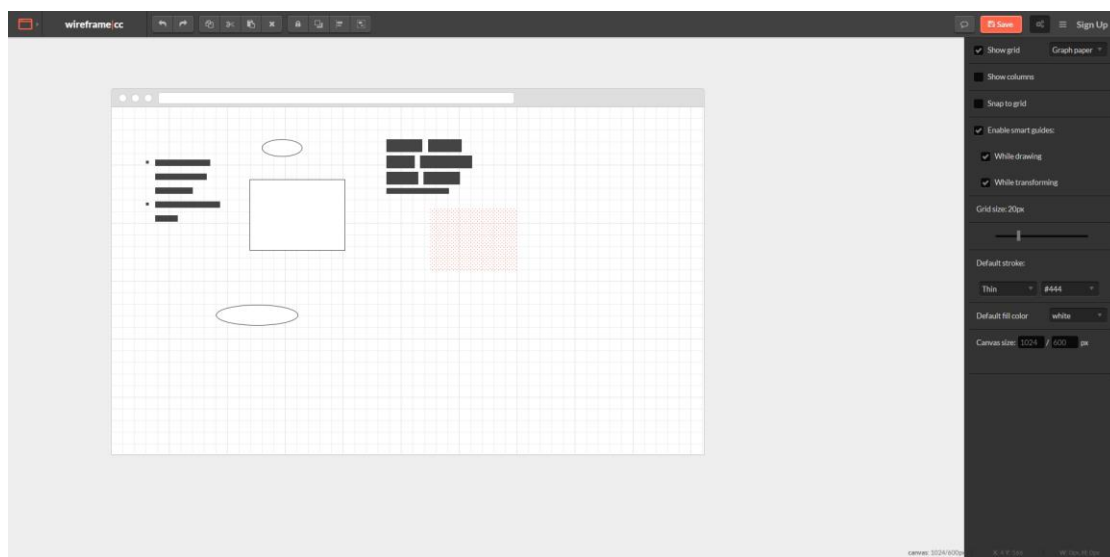 wireframe|cc
Save
Sign Up
Show grid Graph paper
Show columns
Snap to grid
Enable smart guides:
While drawing
While transforming
Grid size: 20px
Default stroke:
Thin #444
Default fill color white
Canvas size: 1024 / 600 px
canvas: 1024/600px